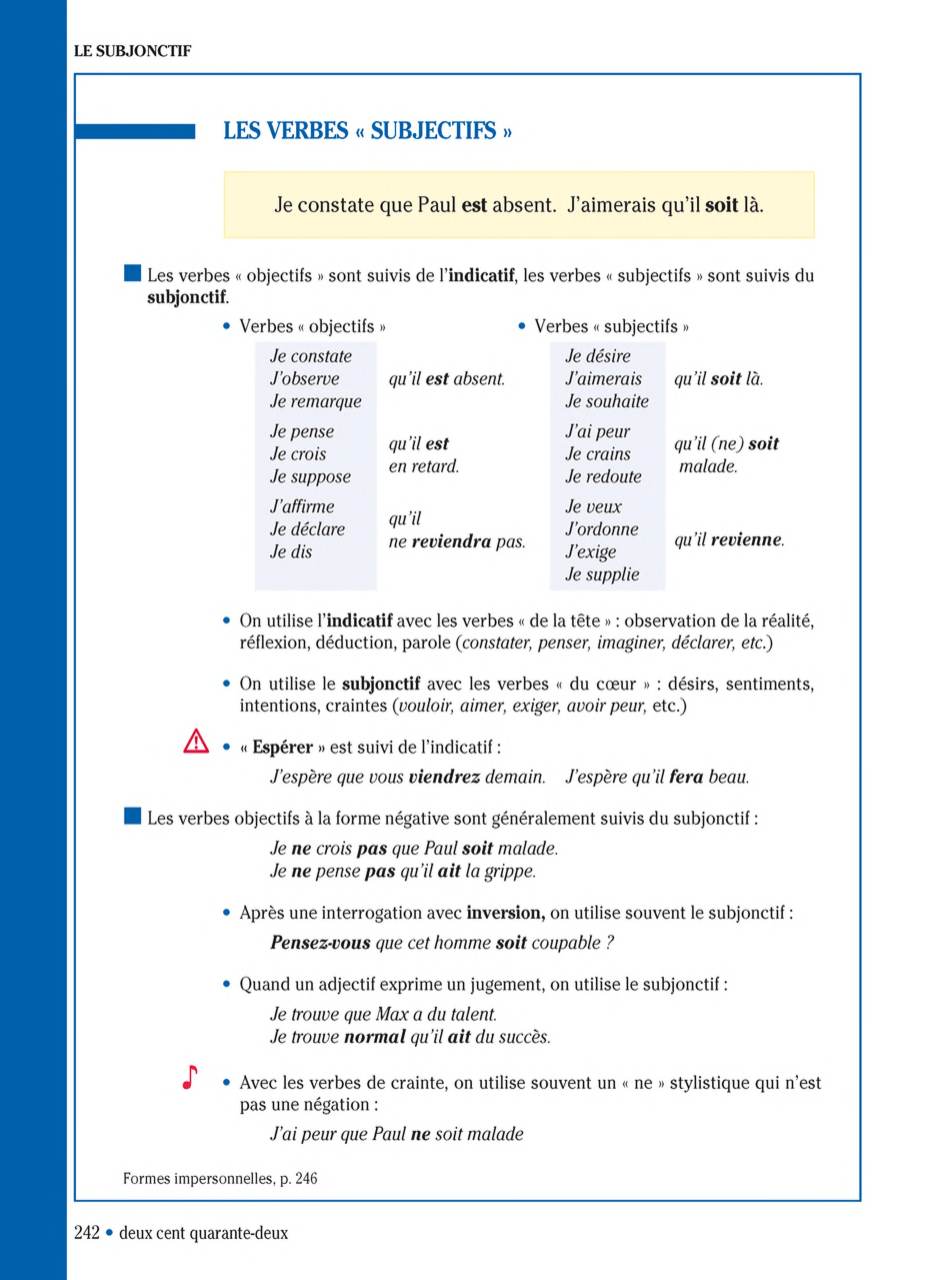 LE SUBJONCTIF
LES VERBES « SUBJECTIFS »
Je constate que Paul est absent. J’aimerais qu’il soit là.
Les verbes « objectifs » sont suivis de l’indicatif, les verbes « subjectifs » sont suivis du
subjonctif.
• Verbes « objectifs »
Je constate
J’observe
Je remarque
qu’il est absent.
Je pense
Je crois
Je suppose
qu’il est
en retard.
J’affirme
Je déclare
Je dis
qu’il
ne reviendra pas.
• Verbes « subjectifs »
Je désire
J’aimerais
Je souhaite
qu’il soit là.
J’ai peur
Je crains
Je redoute
qu’il (ne) soit
malade.
Je veux
J’ordonne
J’exige
Je supplie
qu’il revienne.
• On utilise l’indicatif avec les verbes « de la tête » : observation de la réalité,
réflexion, déduction, parole (constater, penser, imaginer, déclarer, etc.)
• On utilise le subjonctif avec les verbes « du cœur » : désirs, sentiments,
intentions, craintes (vouloir, aimer, exiger, avoir peur, etc.)
• « Espérer » est suivi de l’indicatif :
J’espère que vous viendrez demain. J’espère qu’il fera beau.
Les verbes objectifs à la forme négative sont généralement suivis du subjonctif :
Je ne crois pas que Paul soit malade.
Je ne pense pas qu’il ait la grippe.
• Après une interrogation avec inversion, on utilise souvent le subjonctif :
Pensez-vous que cet homme soit coupable ?
• Quand un adjectif exprime un jugement, on utilise le subjonctif :
Je trouve que Max a du talent.
Je trouve normal qu’il ait du succès.
• Avec les verbes de crainte, on utilise souvent un « ne » stylistique qui n’est
pas une négation :
J’ai peur que Paul ne soit malade
Formes impersonnelles, p. 246
242 • deux cent quarante-deux